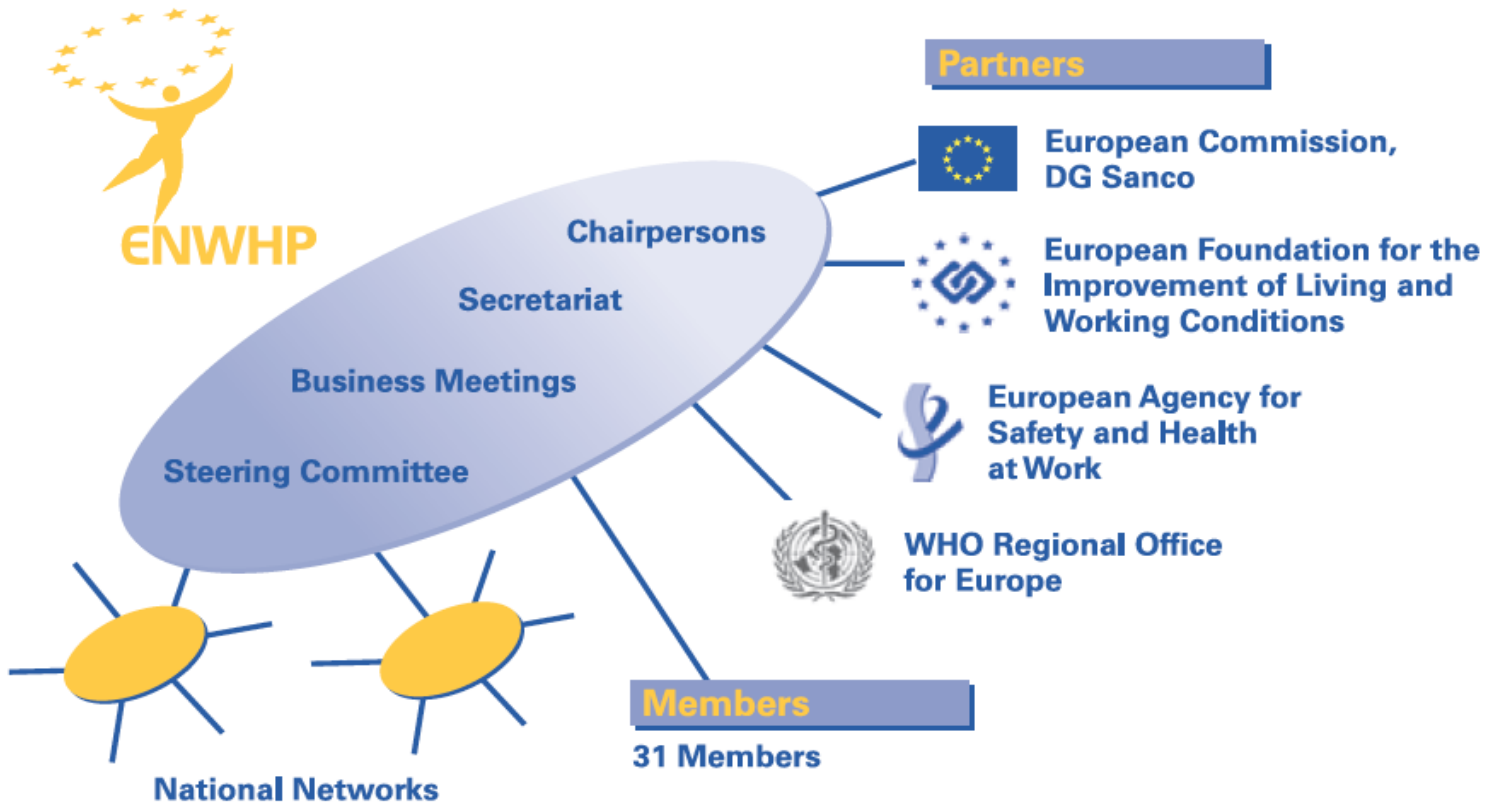 ENWHP
Partners
European Commission,
DG Sanco
European Foundation for the
Improvement of Living and
Working Conditions
European Agency for
Safety and Health
at Work
WHO Regional Office
for Europe
Chairpersons
Secretariat
Business Meetings
Steering Committee
Members
31 Members
National Networks